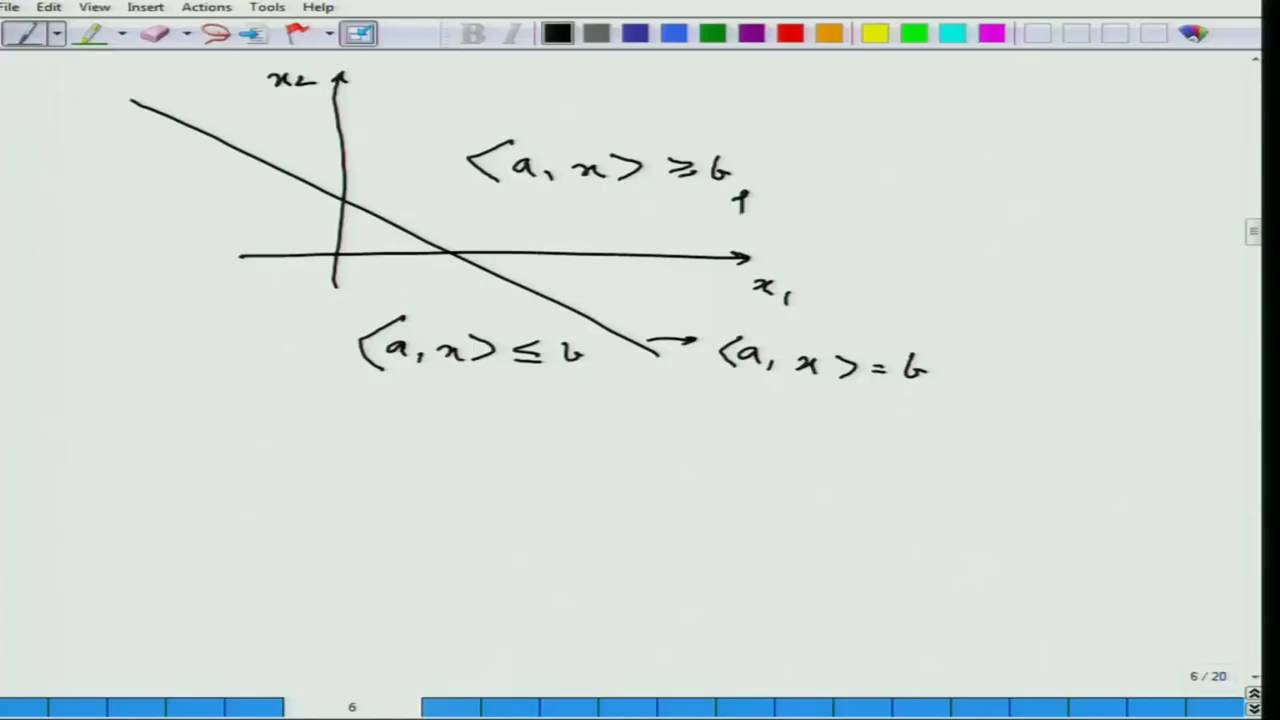 File Edit View Insert Actions Tools Help
B I
x₂
⟨a, x⟩ ≥ b
x₁
⟨a, x⟩ ≤ b
→ ⟨a, x⟩ = b
6 / 20
6